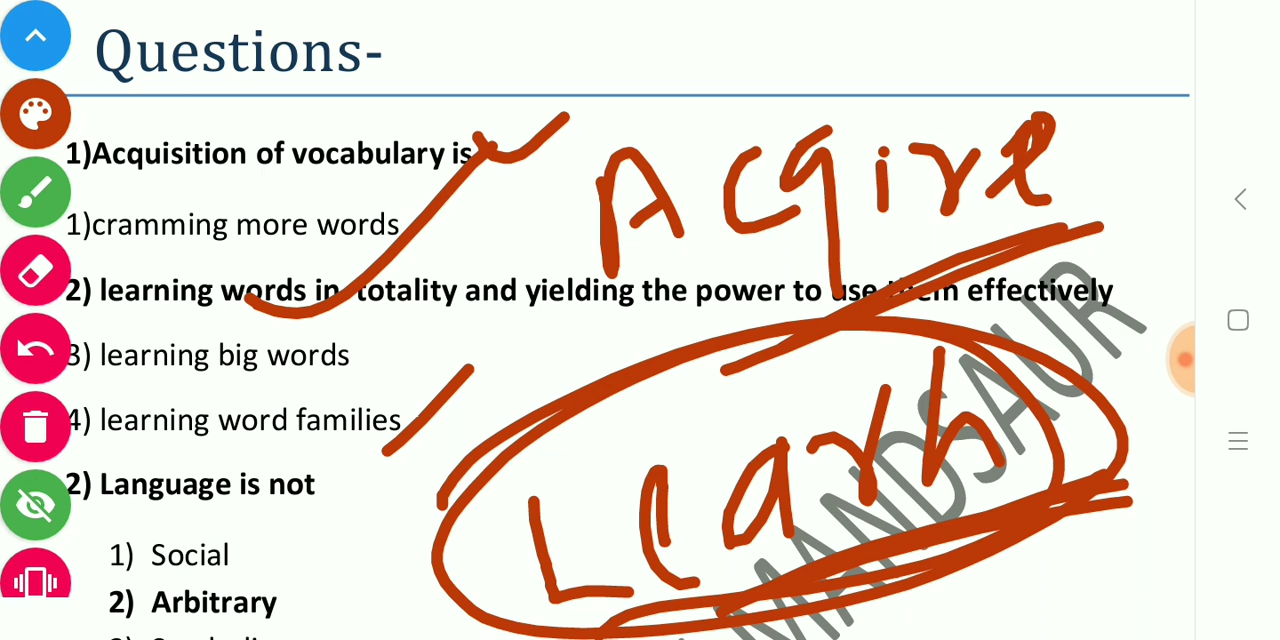 Questions-
1)Acquisition of vocabulary is
Acqire
1)cramming more words
2) learning words in totality and yielding the power to use them effectively
3) learning big words
Learn
4) learning word families
2) Language is not
1) Social
2) Arbitrary
MANDSAUR